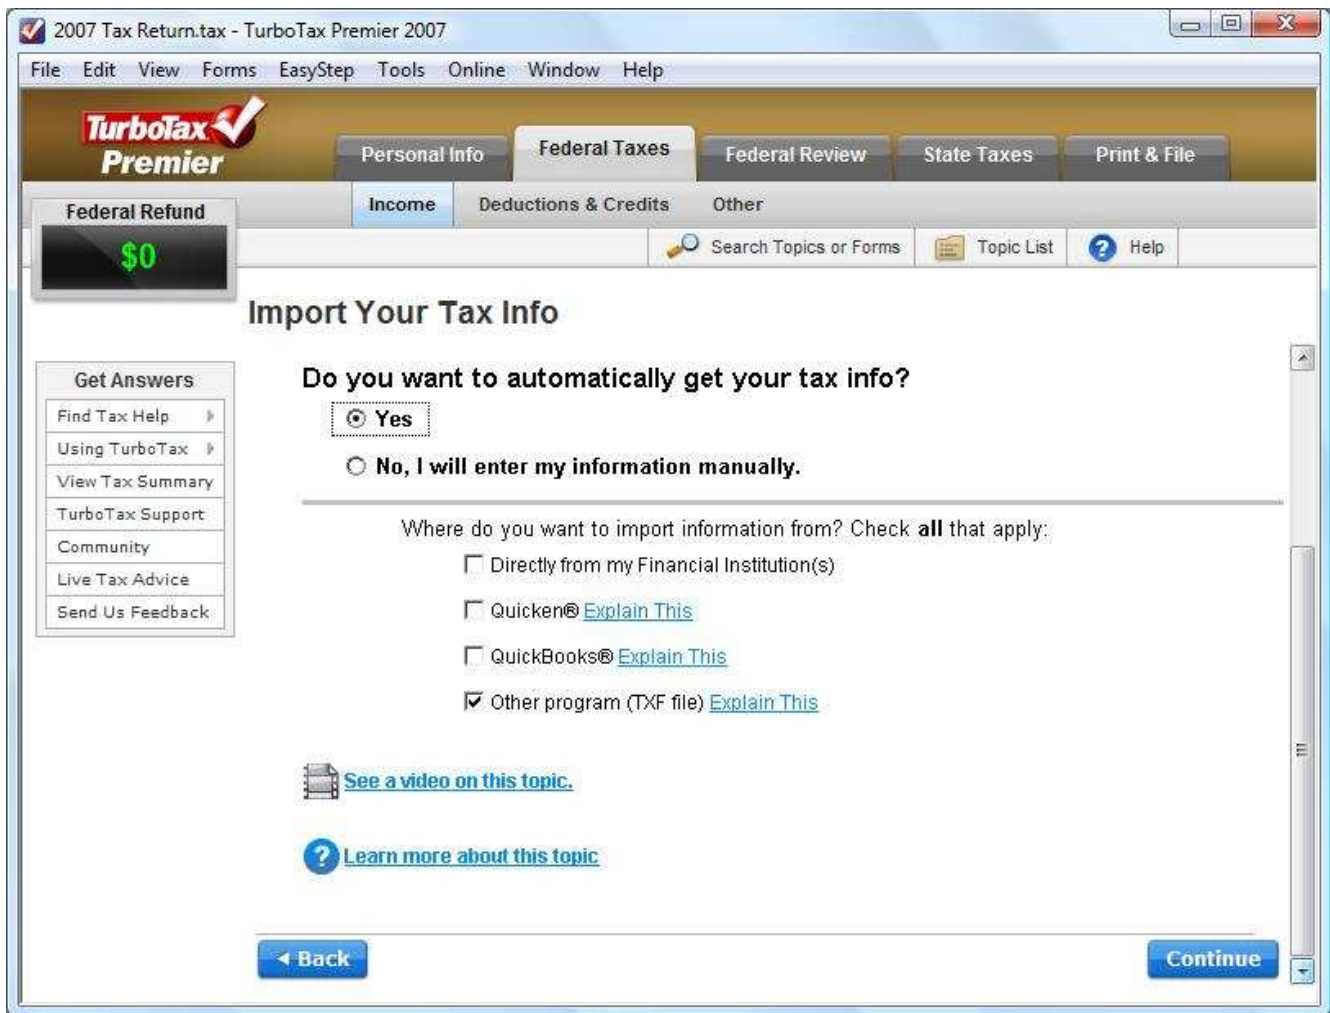 2007 Tax Return.tax - TurboTax Premier 2007
File Edit View Forms EasyStep Tools Online Window Help
TurboTax
Premier
Personal Info Federal Taxes Federal Review State Taxes Print & File
Income Deductions & Credits Other
Federal Refund
$0
Search Topics or Forms Topic List Help
Import Your Tax Info
Get Answers
Find Tax Help
Using TurboTax
View Tax Summary
TurboTax Support
Community
Live Tax Advice
Send Us Feedback
Do you want to automatically get your tax info?
Yes
No, I will enter my information manually.
Where do you want to import information from? Check all that apply:
Directly from my Financial Institution(s)
Quicken® Explain This
QuickBooks® Explain This
Other program (TXF file) Explain This
See a video on this topic.
Learn more about this topic
Back
Continue